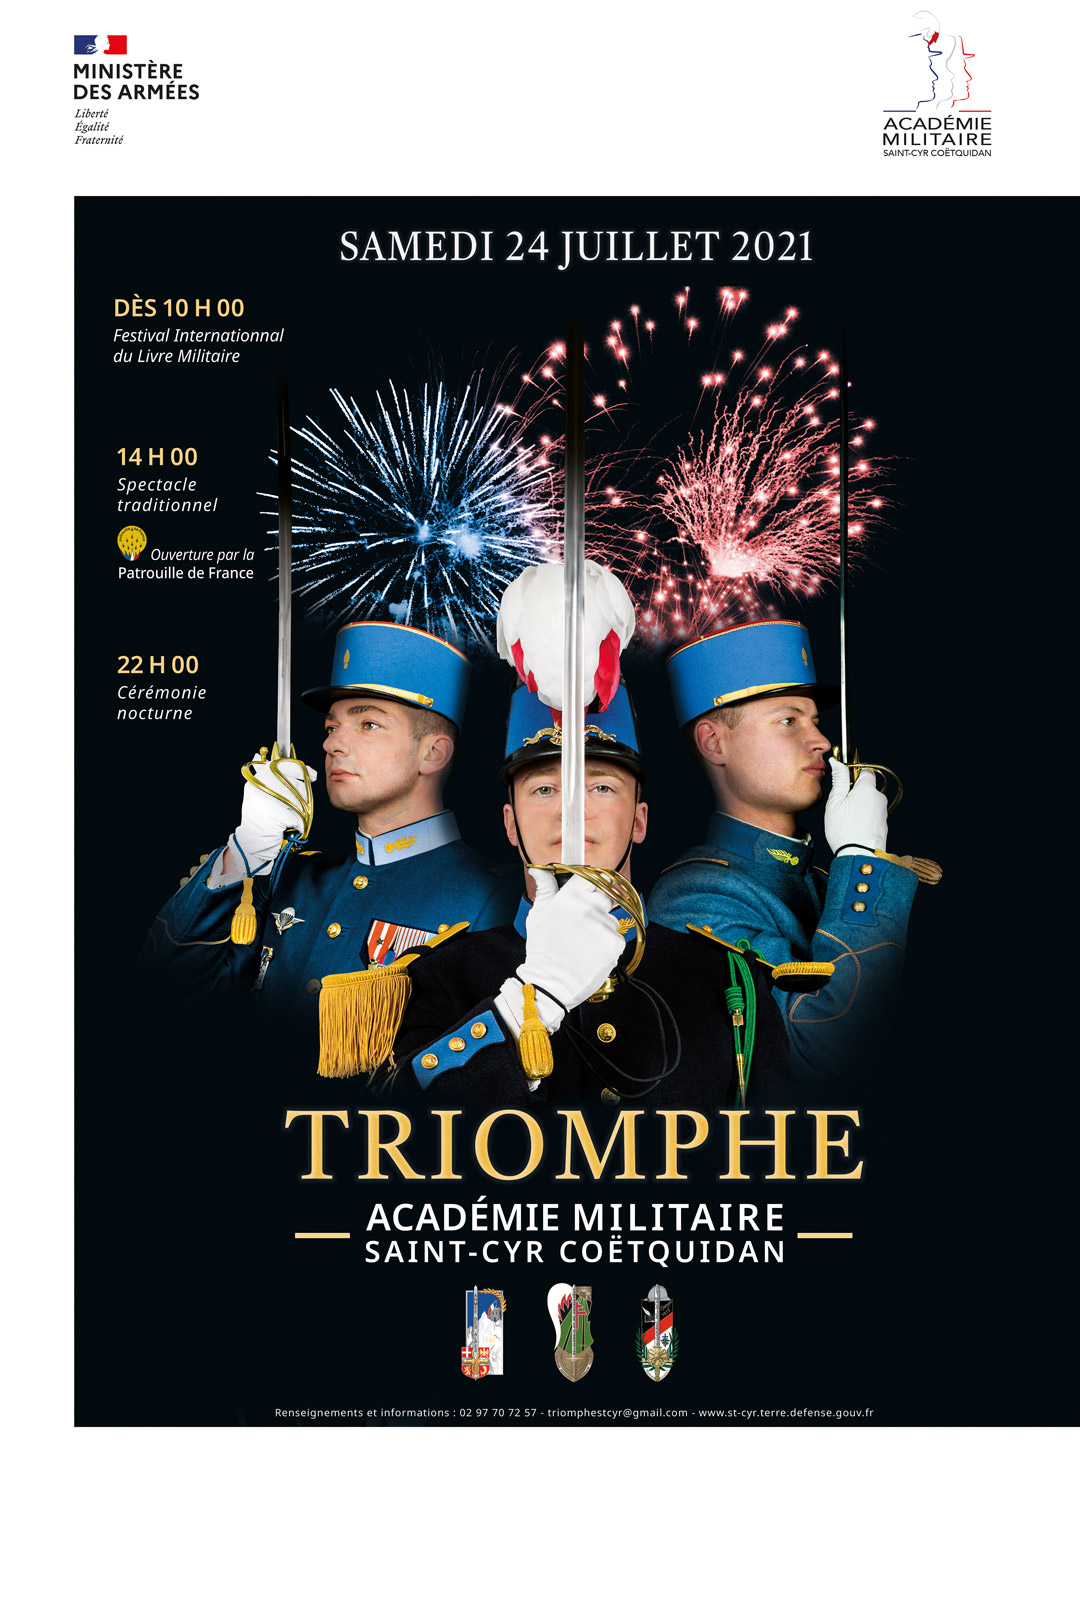 MINISTÈRE
DES ARMÉES
Liberté
Égalité
Fraternité
ACADÉMIE
MILITAIRE
SAINT-CYR COËTQUIDAN
SAMEDI 24 JUILLET 2021
DÈS 10 H 00
Festival Internationnal
du Livre Militaire
14 H 00
Spectacle
traditionnel
Ouverture par la
Patrouille de France
22 H 00
Cérémonie
nocturne
TRIOMPHE
ACADÉMIE MILITAIRE
SAINT-CYR COËTQUIDAN
Renseignements et informations : 02 97 70 72 57 - triomphestcyr@gmail.com - www.st-cyr.terre.defense.gouv.fr